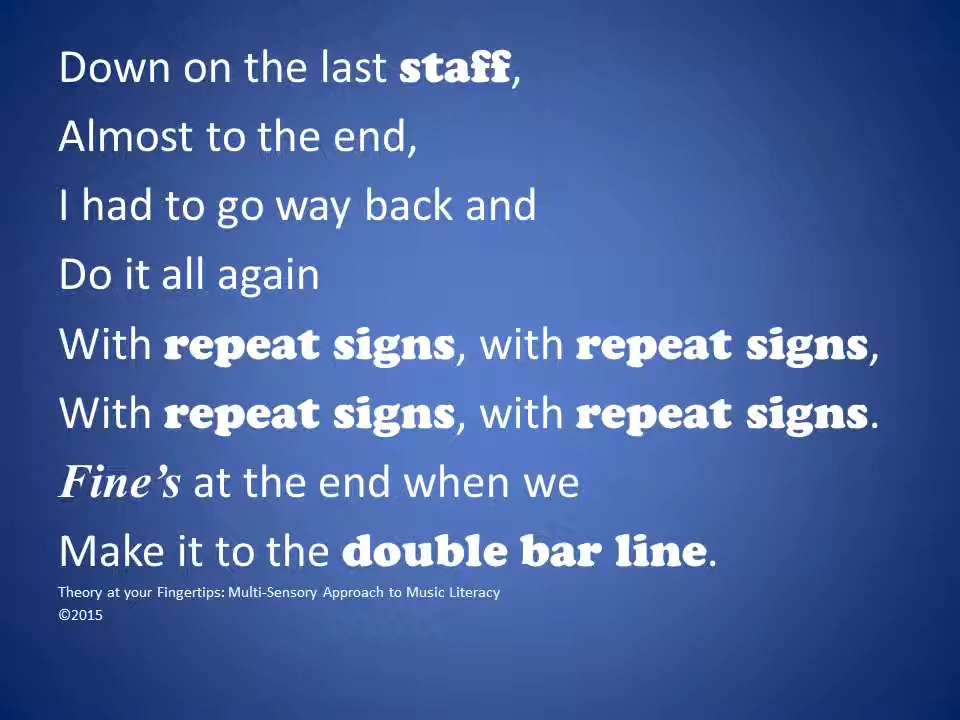 Down on the last staff,
Almost to the end,
I had to go way back and
Do it all again
With repeat signs, with repeat signs,
With repeat signs, with repeat signs.
Fine’s at the end when we
Make it to the double bar line.
Theory at your Fingertips: Multi-Sensory Approach to Music Literacy
©2015